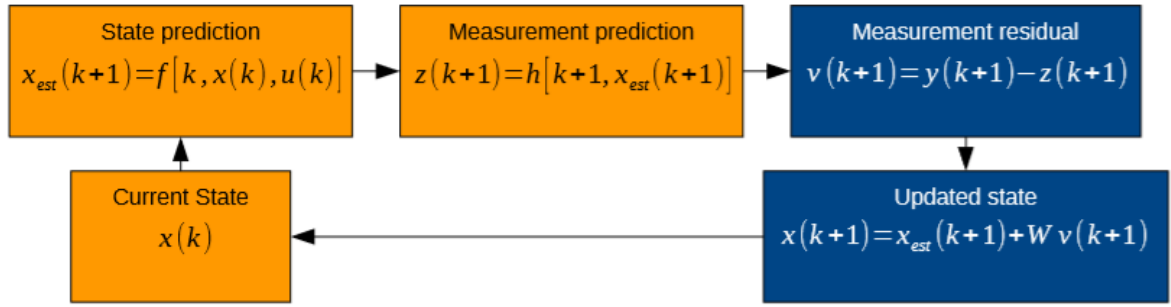 State prediction
x_est(k+1)=f[k,x(k),u(k)]
Measurement prediction
z(k+1)=h[k+1,x_est(k+1)]
Measurement residual
v(k+1)=y(k+1)−z(k+1)
Current State
x(k)
Updated state
x(k+1)=x_est(k+1)+W v(k+1)